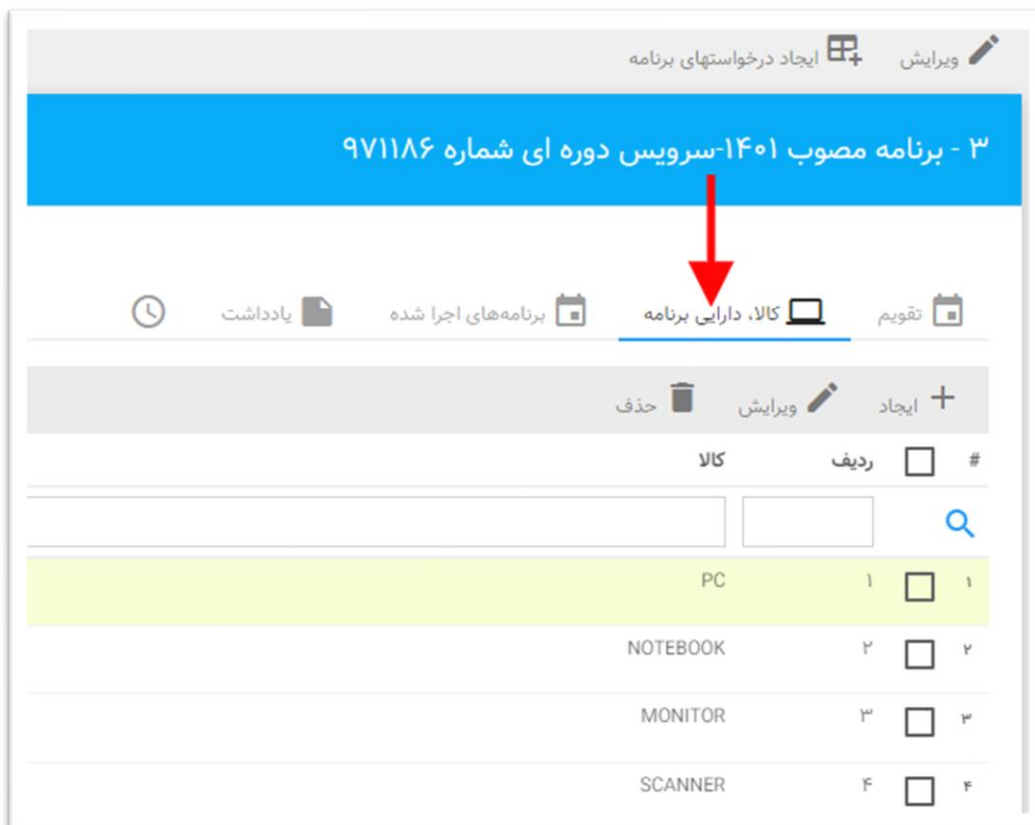 ویرایش ایجاد درخواستهای برنامه
۳ - برنامه مصوب ۱۴۰۱-سرویس دوره ای شماره ۹۷۱۱۸۶
تقویم کالا، دارایی برنامه برنامه‌های اجرا شده یادداشت
ایجاد ویرایش حذف
# ردیف کالا
۱ ۱ PC
۲ ۲ NOTEBOOK
۳ ۳ MONITOR
۴ ۴ SCANNER